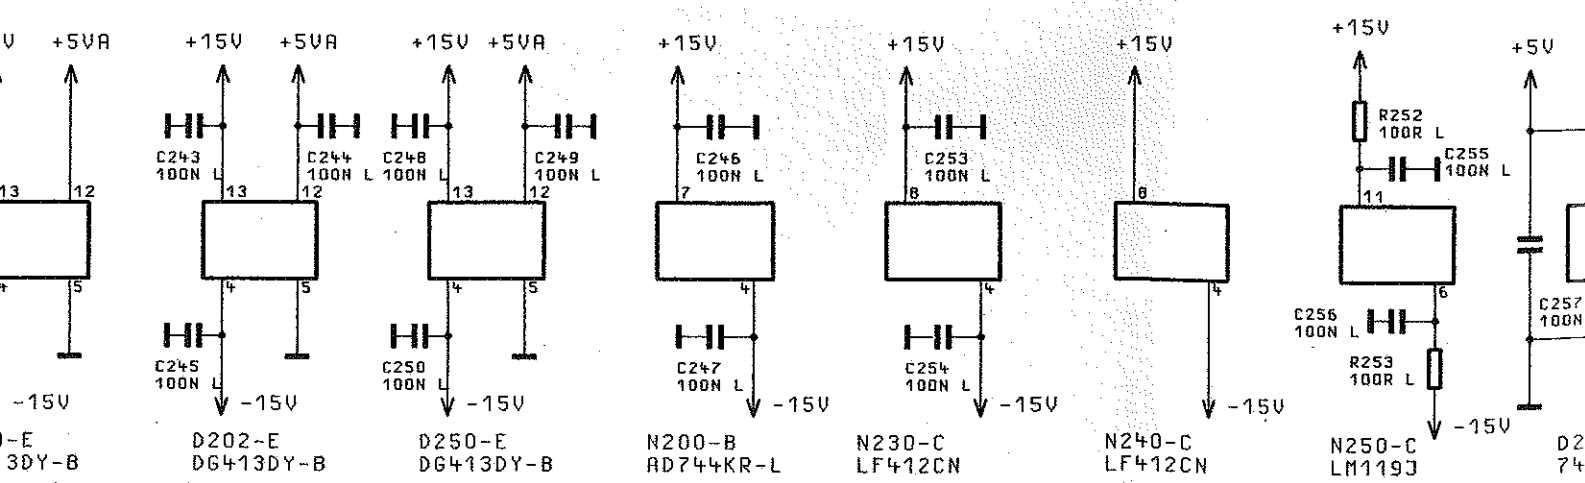 V
+5VA
+15V
+5VA
+15V
+5VA
+15V
+15V
+15V
+15V
+5V
C243
100N L
C244
100N L
C248
100N L
C249
100N L
C246
100N L
C253
100N L
R252
100R L
C255
100N L
13
12
13
12
13
12
7
8
8
11
4
5
4
5
4
5
4
4
4
6
C245
100N L
C250
100N L
C247
100N L
C254
100N L
C256
100N L
R253
100R L
C257
100N
-15V
-15V
-15V
-15V
-15V
-15V
-15V
-E
13DY-B
D202-E
DG413DY-B
D250-E
DG413DY-B
N200-B
AD744KR-L
N230-C
LF412CN
N240-C
LF412CN
N250-C
LM119J
D2
74